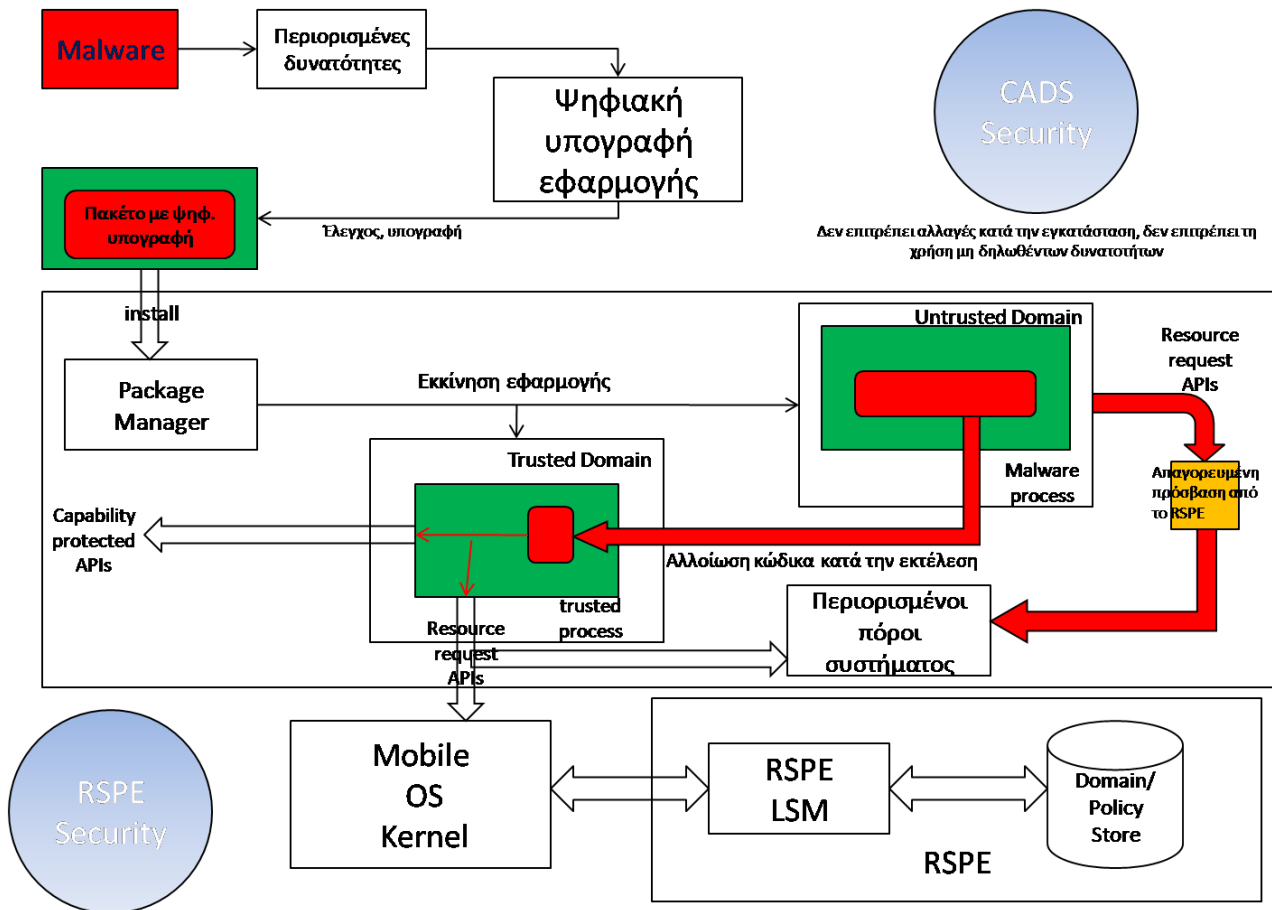 Malware
Περιορισμένες
δυνατότητες
Ψηφιακή
υπογραφή
εφαρμογής
CADS
Security
Πακέτο με ψηφ.
υπογραφή
Έλεγχος, υπογραφή
Δεν επιτρέπει αλλαγές κατά την εγκατάσταση, δεν επιτρέπει τη
χρήση μη δηλωθέντων δυνατοτήτων
install
Package
Manager
Εκκίνηση εφαρμογής
Untrusted Domain
Malware
process
Resource
request
APIs
Απαγορευμένη
πρόσβαση από
το RSPE
Trusted Domain
trusted
process
Capability
protected
APIs
Αλλοίωση κώδικα κατά την εκτέλεση
Resource
request
APIs
Περιορισμένοι
πόροι
συστήματος
RSPE
Security
Mobile
OS
Kernel
RSPE
LSM
Domain/
Policy
Store
RSPE